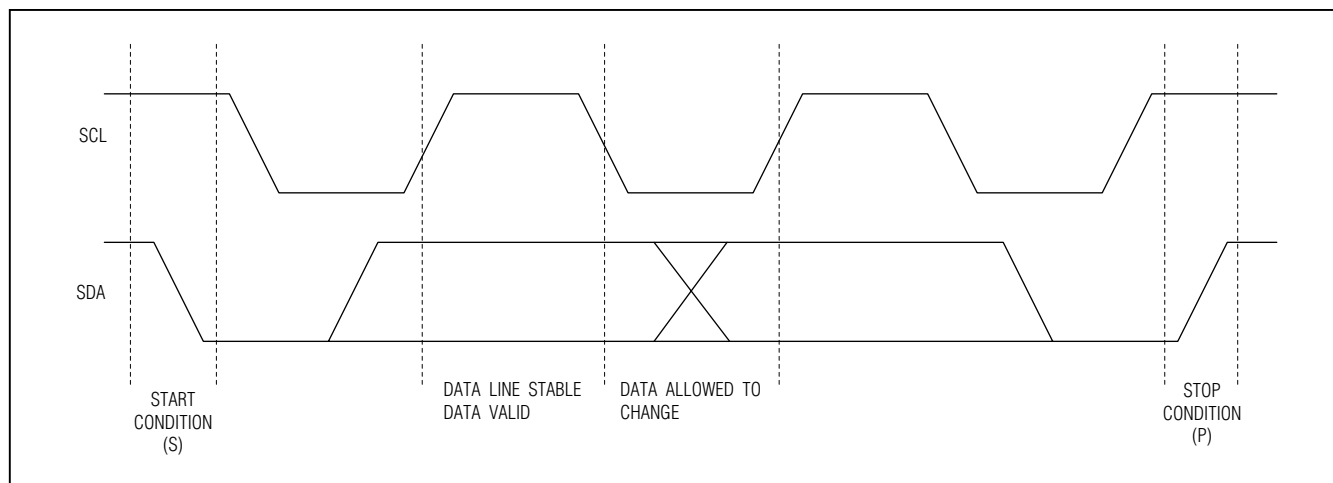 SCL
SDA
START
CONDITION
(S)
DATA LINE STABLE
DATA VALID
DATA ALLOWED TO
CHANGE
STOP
CONDITION
(P)